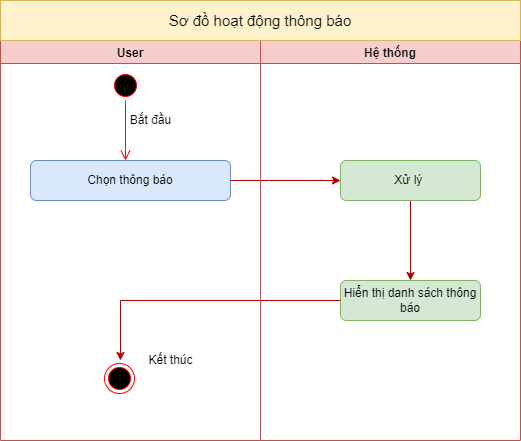 Sơ đồ hoạt động thông báo
User
Hệ thống
Bắt đầu
Chọn thông báo
Xử lý
Hiển thị danh sách thông
báo
Kết thúc